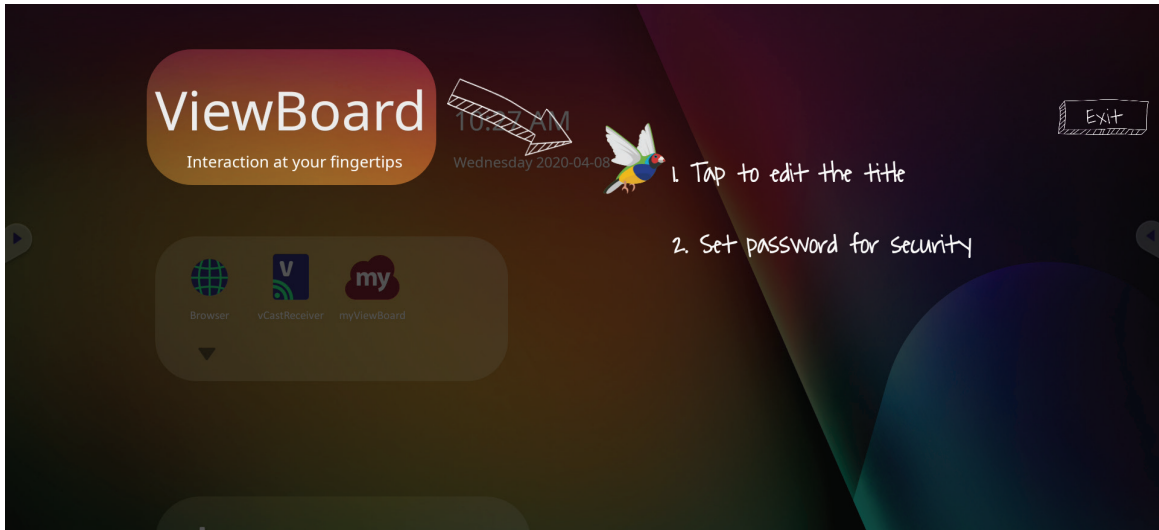 ViewBoard
Interaction at your fingertips
10:27 AM
Wednesday 2020-04-08
Exit
1. Tap to edit the title
2. Set password for security
V
my
Browser
vCastReceiver
myViewBoard